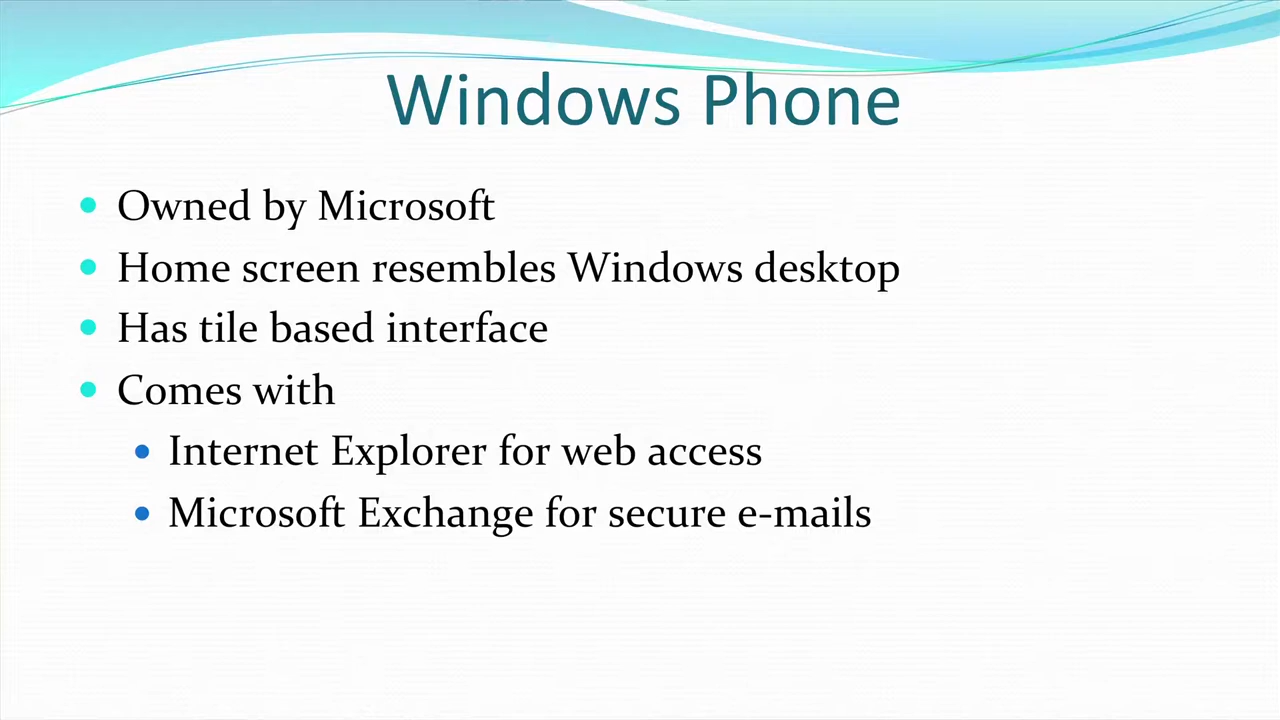 Windows Phone
Owned by Microsoft
Home screen resembles Windows desktop
Has tile based interface
Comes with
Internet Explorer for web access
Microsoft Exchange for secure e-mails